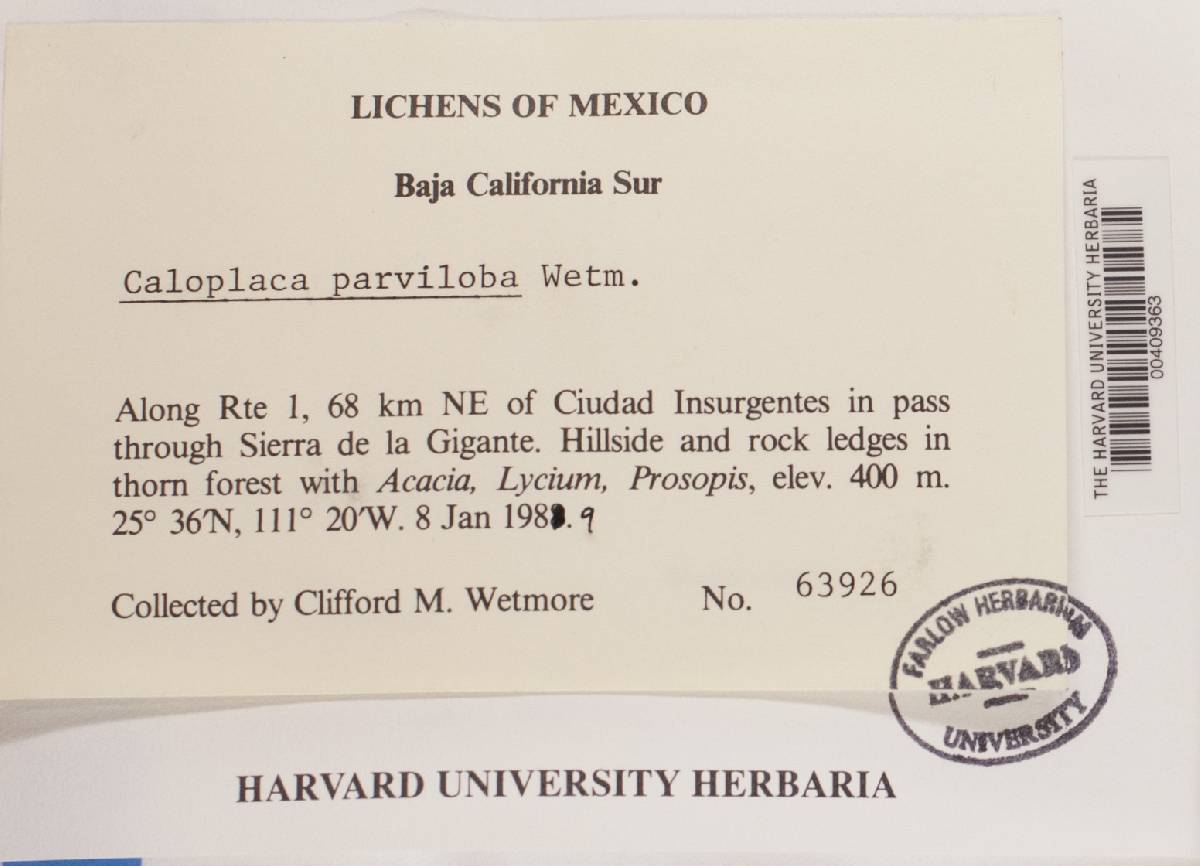 LICHENS OF MEXICO
Baja California Sur
Caloplaca parviloba Wetm.
Along Rte 1, 68 km NE of Ciudad Insurgentes in pass
through Sierra de la Gigante. Hillside and rock ledges in
thorn forest with Acacia, Lycium, Prosopis, elev. 400 m.
25° 36'N, 111° 20'W. 8 Jan 198. 9
Collected by Clifford M. Wetmore No. 63926
FARLOW HERBARIUM
HARVARD
UNIVERSITY
HARVARD UNIVERSITY HERBARIA
THE HARVARD UNIVERSITY HERBARIA
00409363